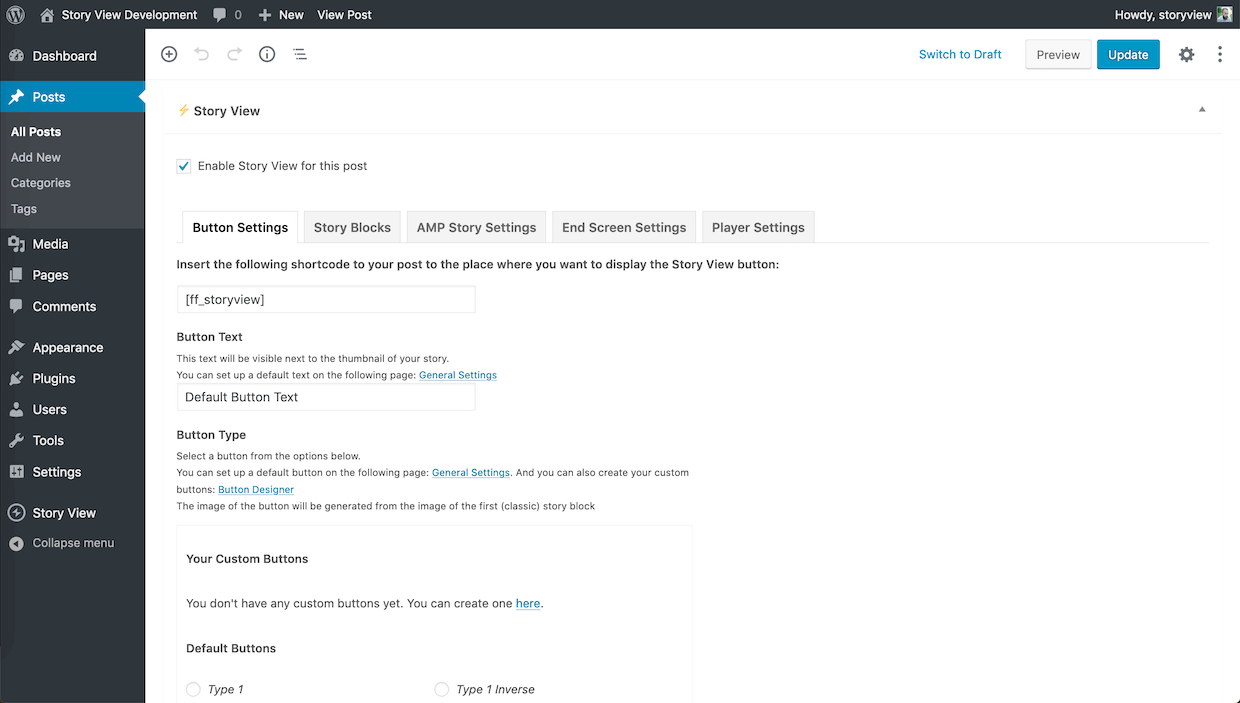 Story View Development 0 New View Post Howdy, storyview
Dashboard
Posts
All Posts
Add New
Categories
Tags
Media
Pages
Comments
Appearance
Plugins
Users
Tools
Settings
Story View
Collapse menu
Switch to Draft Preview Update
⚡ Story View
Enable Story View for this post
Button Settings Story Blocks AMP Story Settings End Screen Settings Player Settings
Insert the following shortcode to your post to the place where you want to display the Story View button:
[ff_storyview]
Button Text
This text will be visible next to the thumbnail of your story.
You can set up a default text on the following page: General Settings
Default Button Text
Button Type
Select a button from the options below.
You can set up a default button on the following page: General Settings. And you can also create your custom
buttons: Button Designer
The image of the button will be generated from the image of the first (classic) story block
Your Custom Buttons
You don't have any custom buttons yet. You can create one here.
Default Buttons
Type 1 Type 1 Inverse